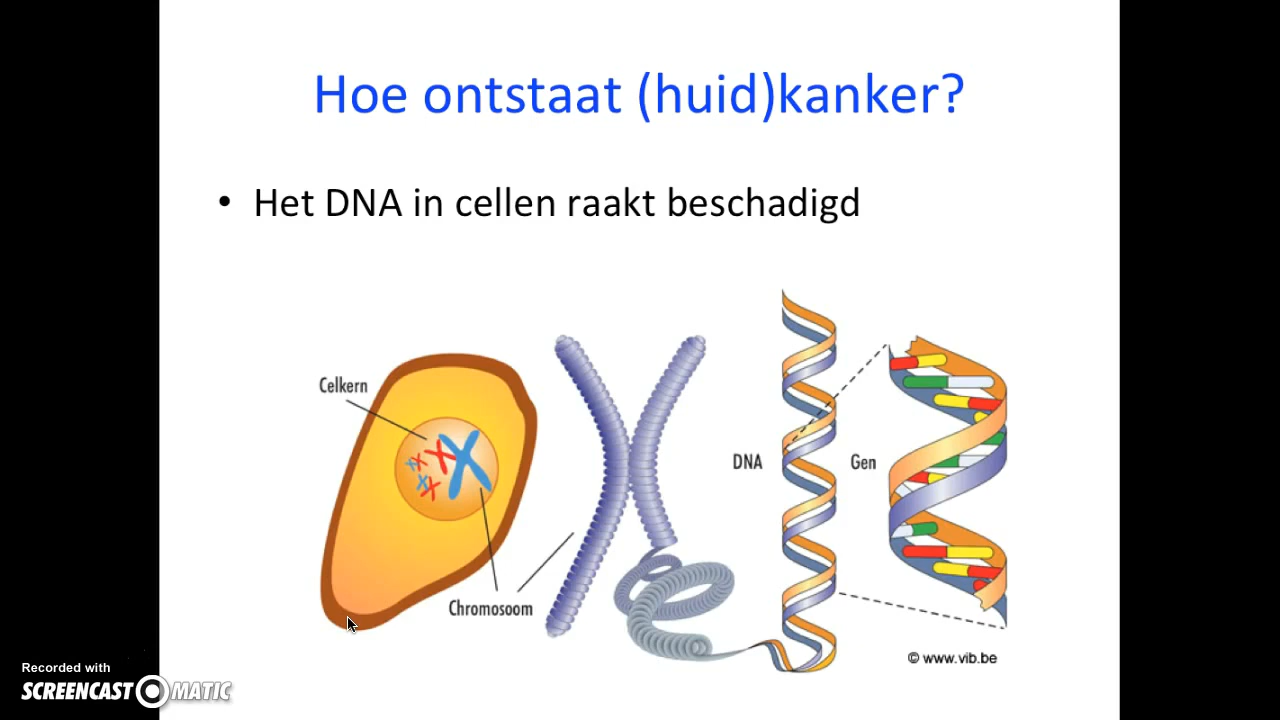 Hoe ontstaat (huid)kanker?
• Het DNA in cellen raakt beschadigd
Celkern
DNA
Gen
Chromosoom
© www.vib.be
Recorded with
SCREENCAST MATIC